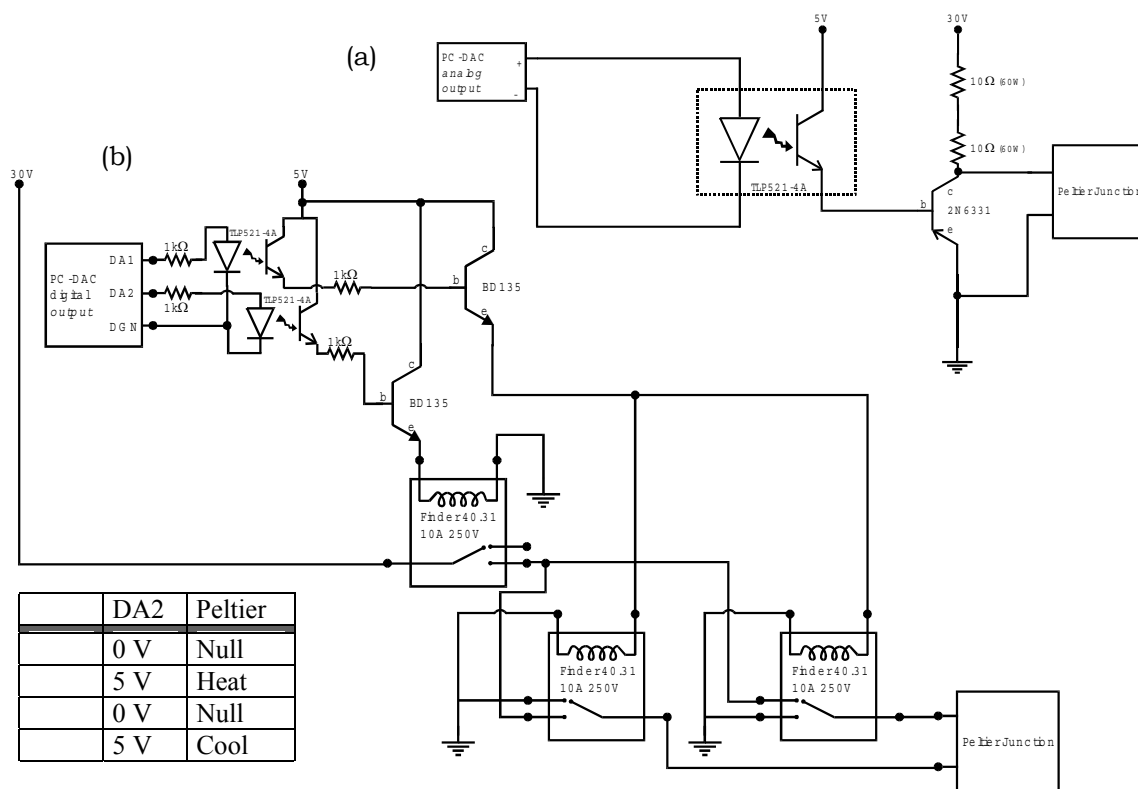 (a)
PC-DAC
analog
output
+
-
5V
TLP521-4A
30V
10Ω (60W)
10Ω (60W)
c
b
2N6331
e
Peltier Junction
(b)
30V
5V
PC-DAC
digital
output
DA1
DA2
DGN
1kΩ
1kΩ
TLP521-4A
TLP521-4A
1kΩ
1kΩ
c
b
BD135
e
c
b
BD135
e
Finder 40.31
10A 250V
Finder 40.31
10A 250V
Finder 40.31
10A 250V
Peltier Junction
DA2 Peltier
0 V Null
5 V Heat
0 V Null
5 V Cool